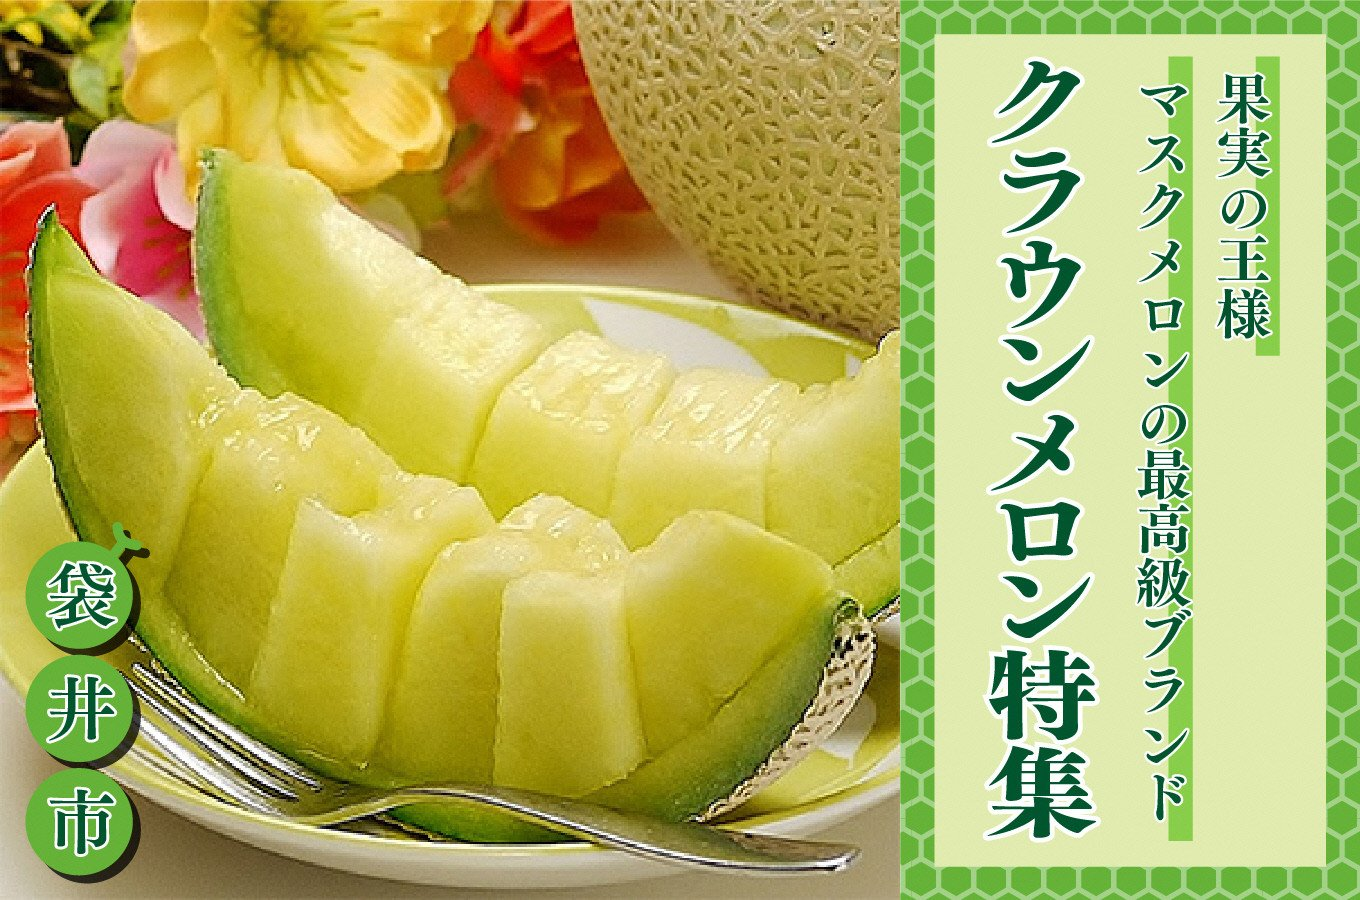 果実の王様
マスクメロンの最高級ブランド
クラウンメロン特集
袋井市